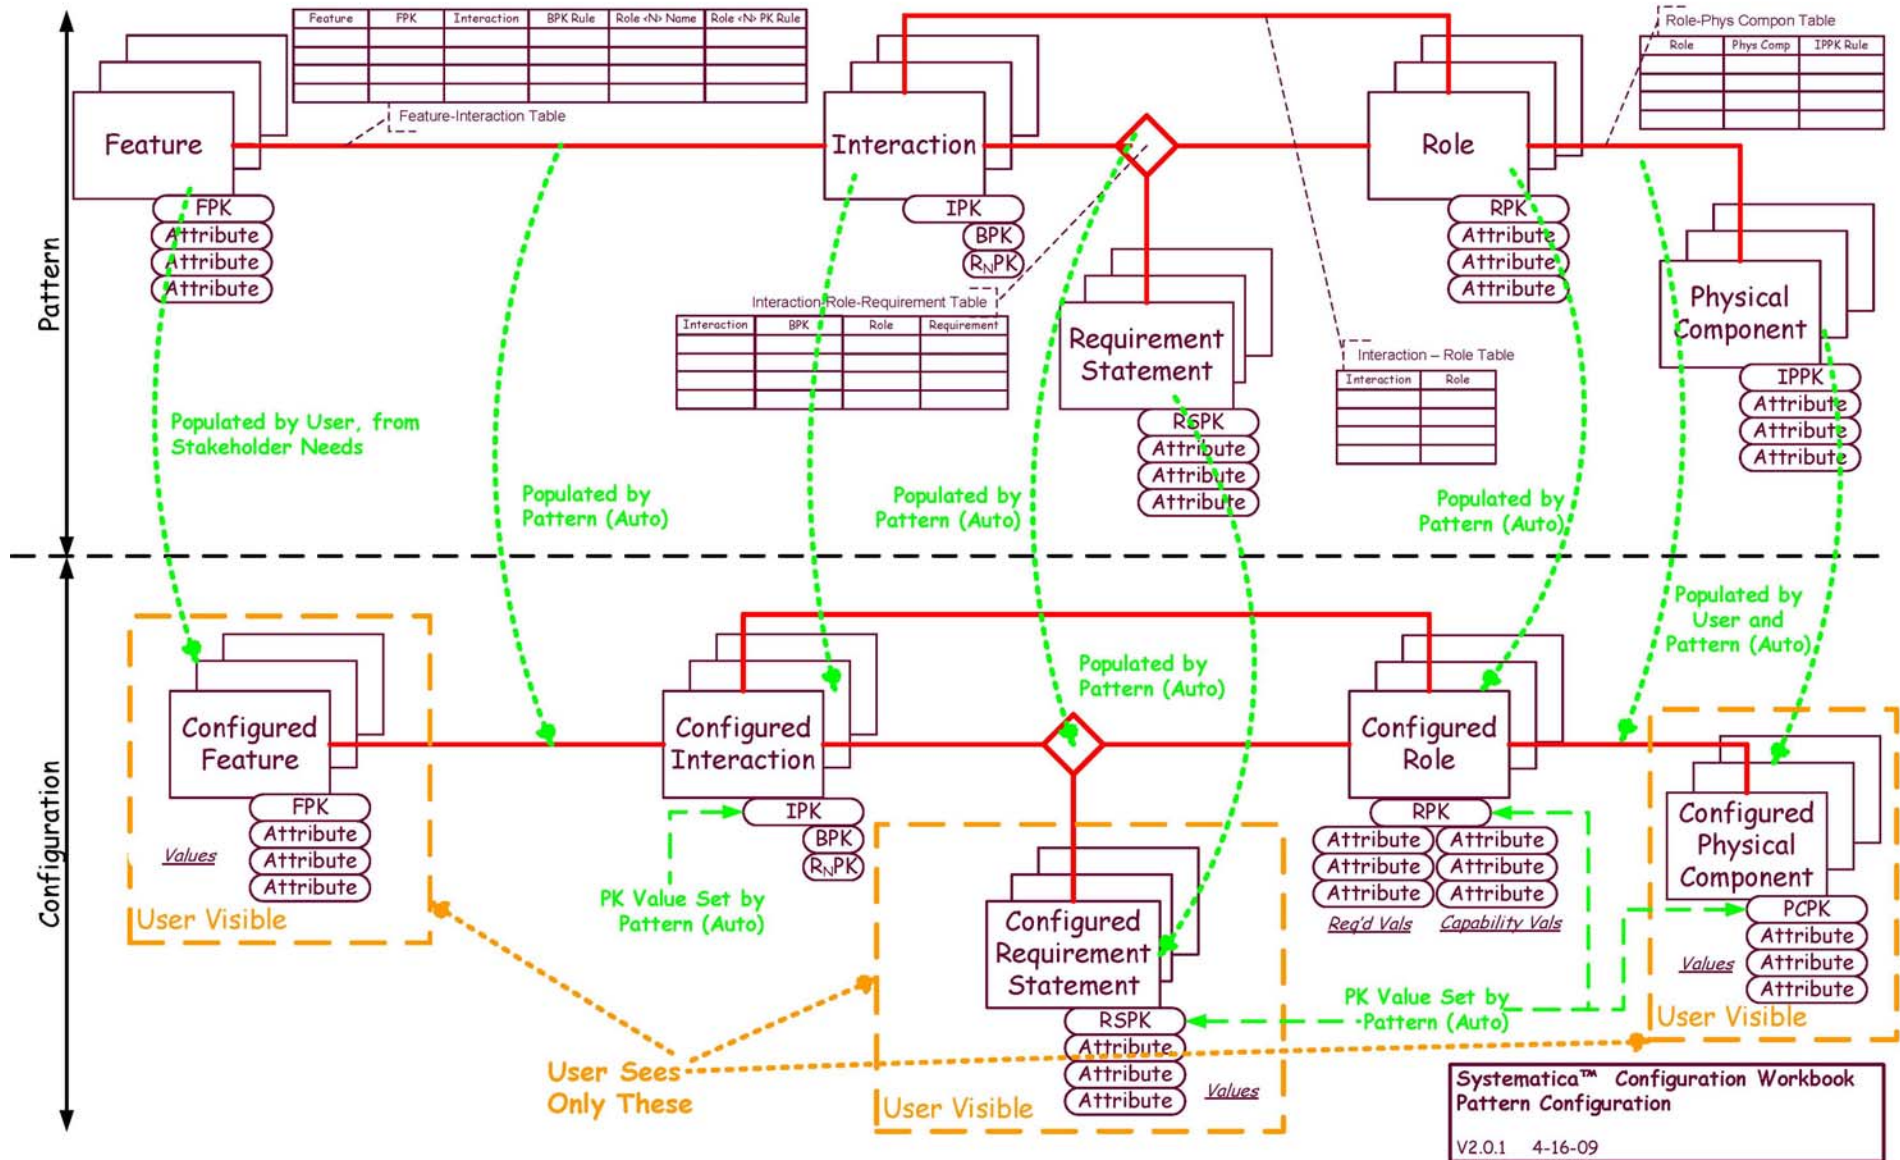 Feature FPK Interaction BPK Rule Role <N> Name Role <N> PK Rule
Feature-Interaction Table
Role-Phys Compon Table
Role Phys Comp IPPK Rule
Feature
FPK
Attribute
Attribute
Attribute
Interaction
IPK
BPK
RNPK
Role
RPK
Attribute
Attribute
Attribute
Physical
Component
IPPK
Attribute
Attribute
Attribute
Interaction-Role-Requirement Table
Interaction BPK Role Requirement
Requirement
Statement
RSPK
Attribute
Attribute
Attribute
Interaction – Role Table
Interaction Role
Pattern
Populated by User, from
Stakeholder Needs
Populated by
Pattern (Auto)
Populated by
Pattern (Auto)
Populated by
Pattern (Auto)
Populated by
User and
Pattern (Auto)
Populated by
Pattern (Auto)
Configuration
Configured
Feature
FPK
Attribute
Attribute
Attribute
Values
User Visible
Configured
Interaction
IPK
BPK
RNPK
PK Value Set by
Pattern (Auto)
Configured
Role
RPK
Attribute Attribute
Attribute Attribute
Attribute Attribute
Req'd Vals Capability Vals
Configured
Physical
Component
PCPK
Attribute
Attribute
Attribute
Values
User Visible
Configured
Requirement
Statement
RSPK
Attribute
Attribute
Attribute
Values
User Visible
PK Value Set by
Pattern (Auto)
User Sees
Only These
Systematica™ Configuration Workbook
Pattern Configuration
V2.0.1 4-16-09